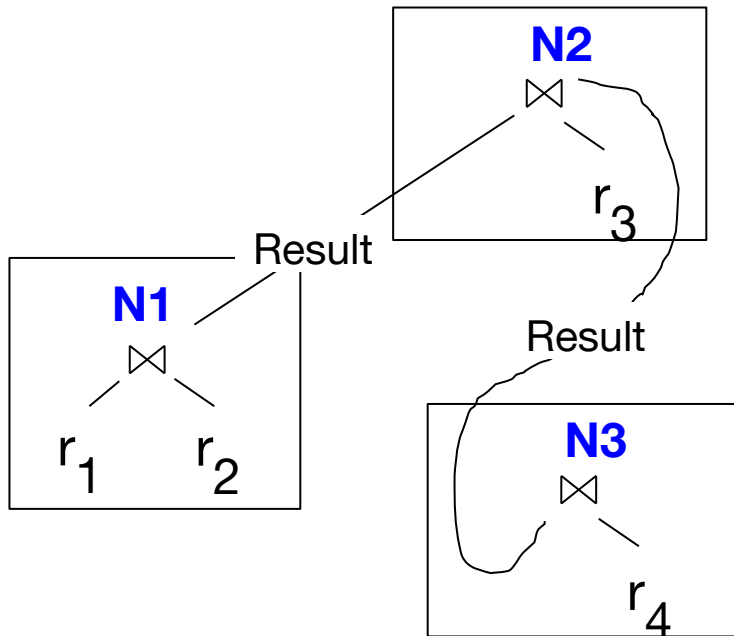 N2
⋈
r3
Result
N1
⋈
r1 r2
Result
N3
⋈
r4